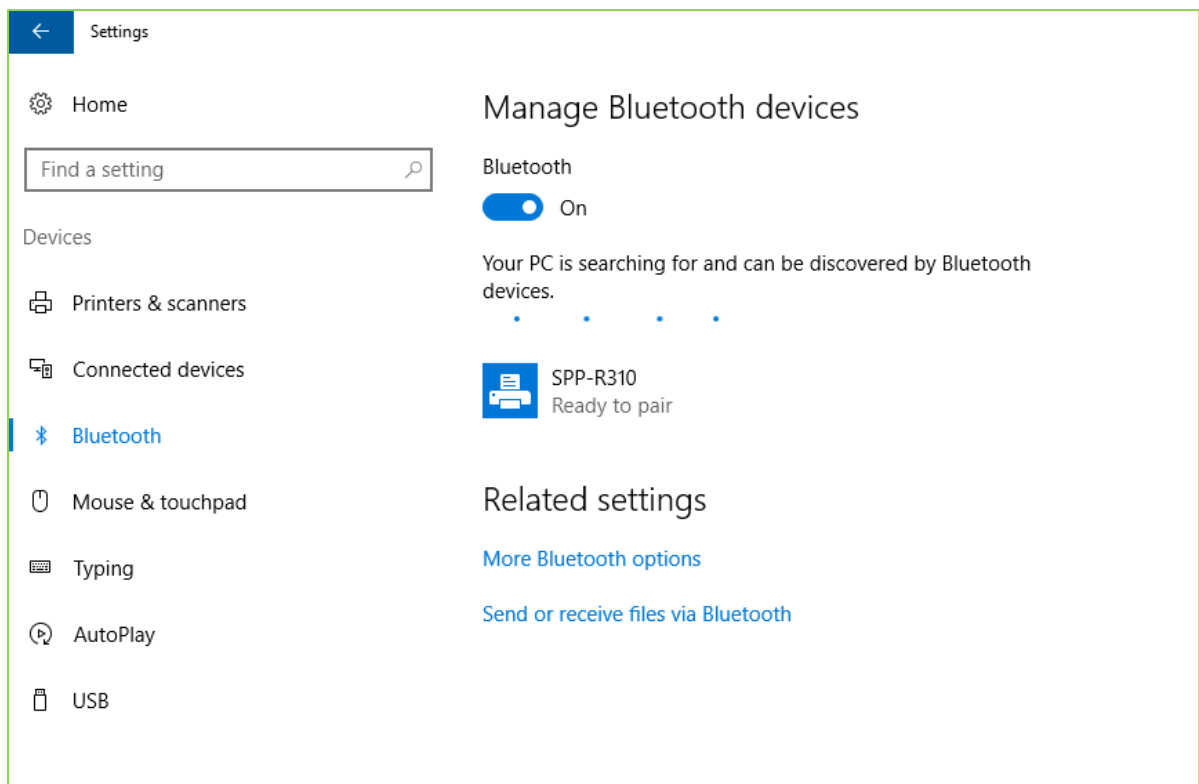 Settings
Home
Find a setting
Devices
Printers & scanners
Connected devices
Bluetooth
Mouse & touchpad
Typing
AutoPlay
USB
Manage Bluetooth devices
Bluetooth
On
Your PC is searching for and can be discovered by Bluetooth
devices.
SPP-R310
Ready to pair
Related settings
More Bluetooth options
Send or receive files via Bluetooth